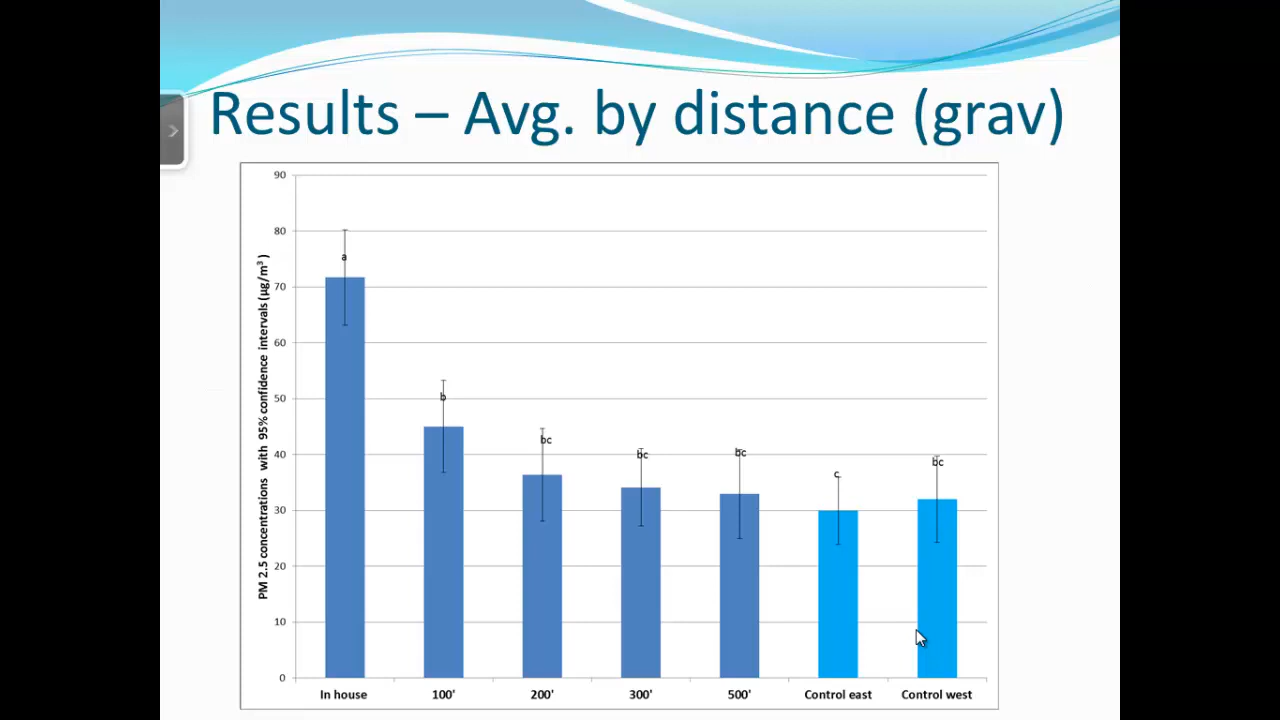 Results – Avg. by distance (grav)
PM 2.5 concentrations with 95% confidence intervals (µg/m³ )
90
80
70
60
50
40
30
20
10
0
a
b
bc
bc
bc
c
bc
In house
100'
200'
300'
500'
Control east
Control west